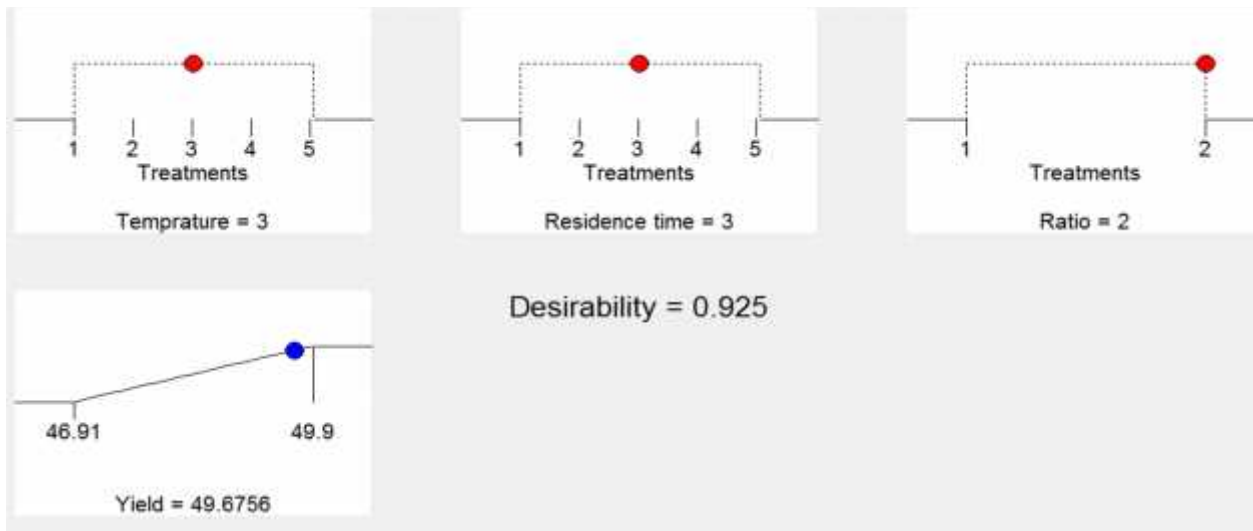 1 2 3 4 5
Treatments
Temprature = 3
1 2 3 4 5
Treatments
Residence time = 3
1 2
Treatments
Ratio = 2
46.91 49.9
Yield = 49.6756
Desirability = 0.925